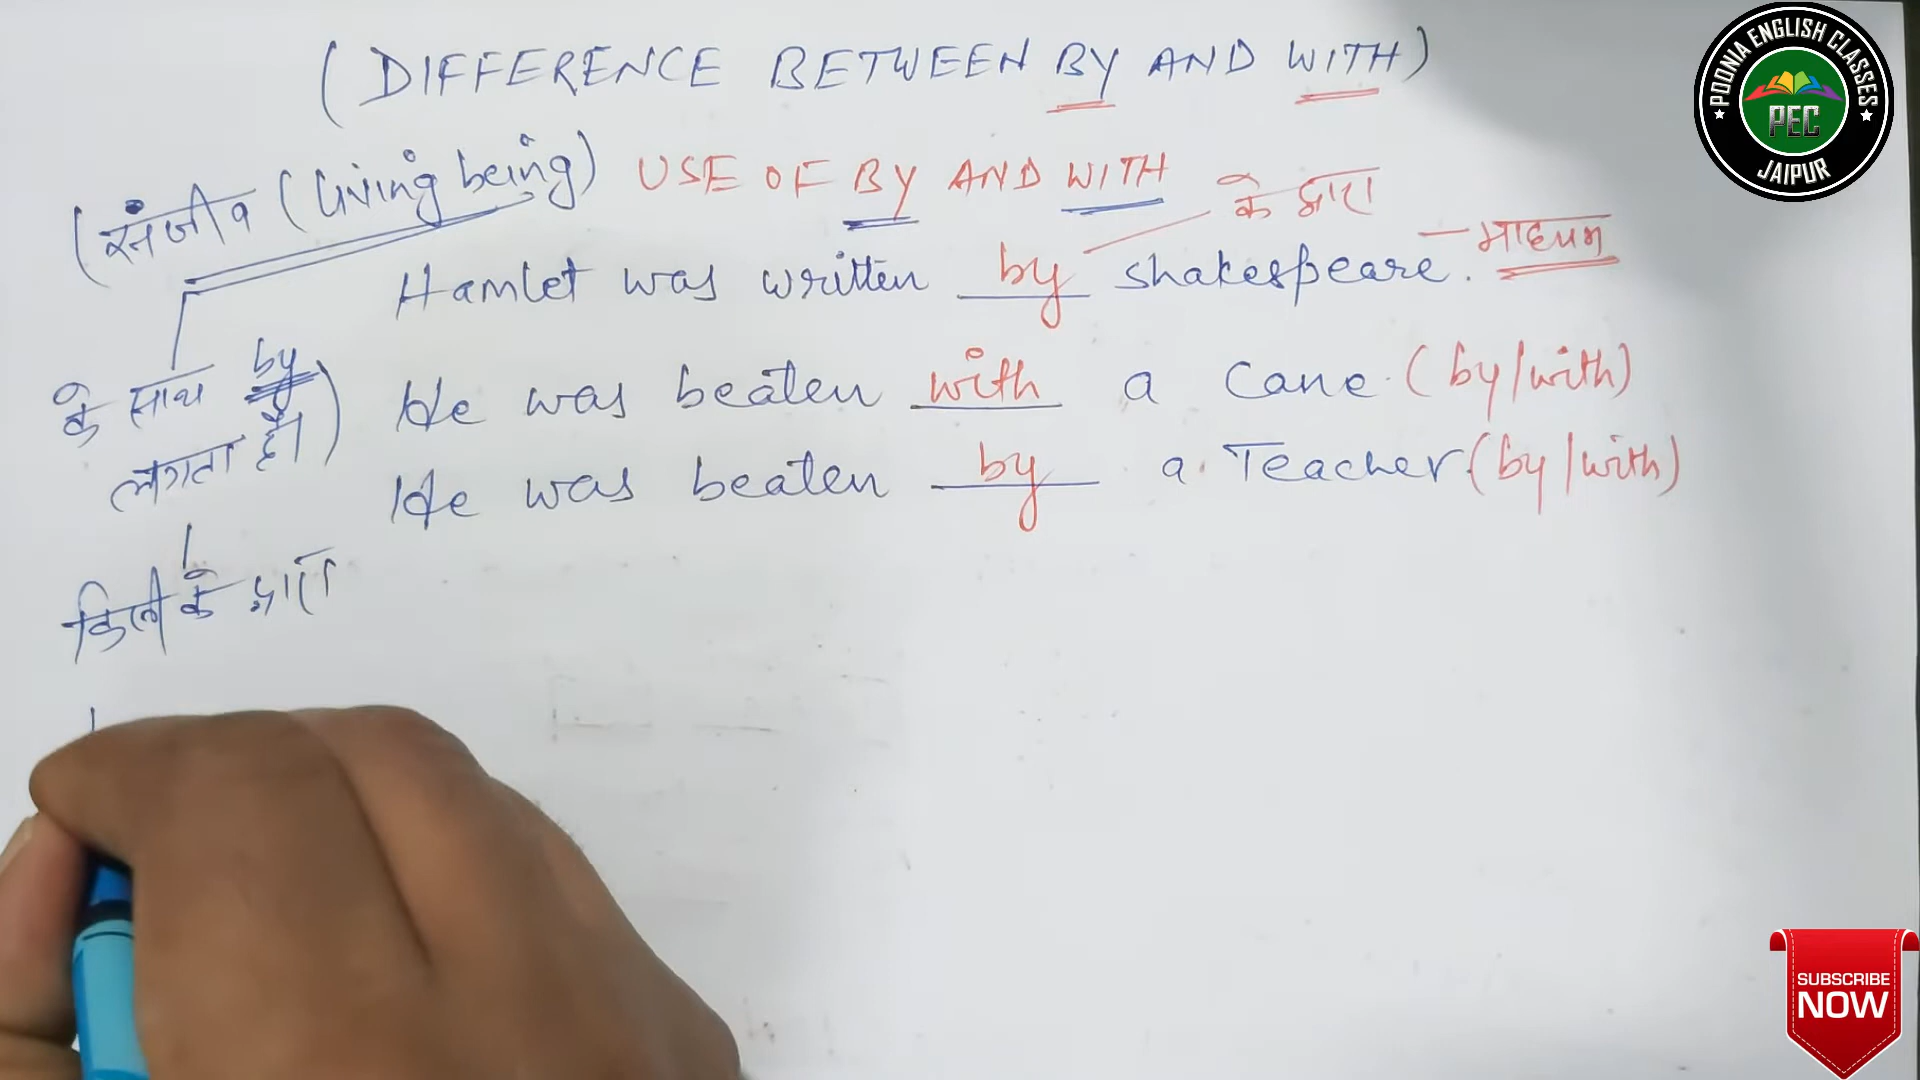 (DIFFERENCE BETWEEN BY AND WITH)
USE OF BY AND WITH
के द्वारा
माध्यम
(सजीव (living being)
के साथ by
लगता है।)
किसी के द्वारा
Hamlet was written by shakespeare.
He was beaten with a Cane. (by/with)
He was beaten by a Teacher. (by/with)
POONIA ENGLISH CLASSES
PEC
JAIPUR
SUBSCRIBE
NOW